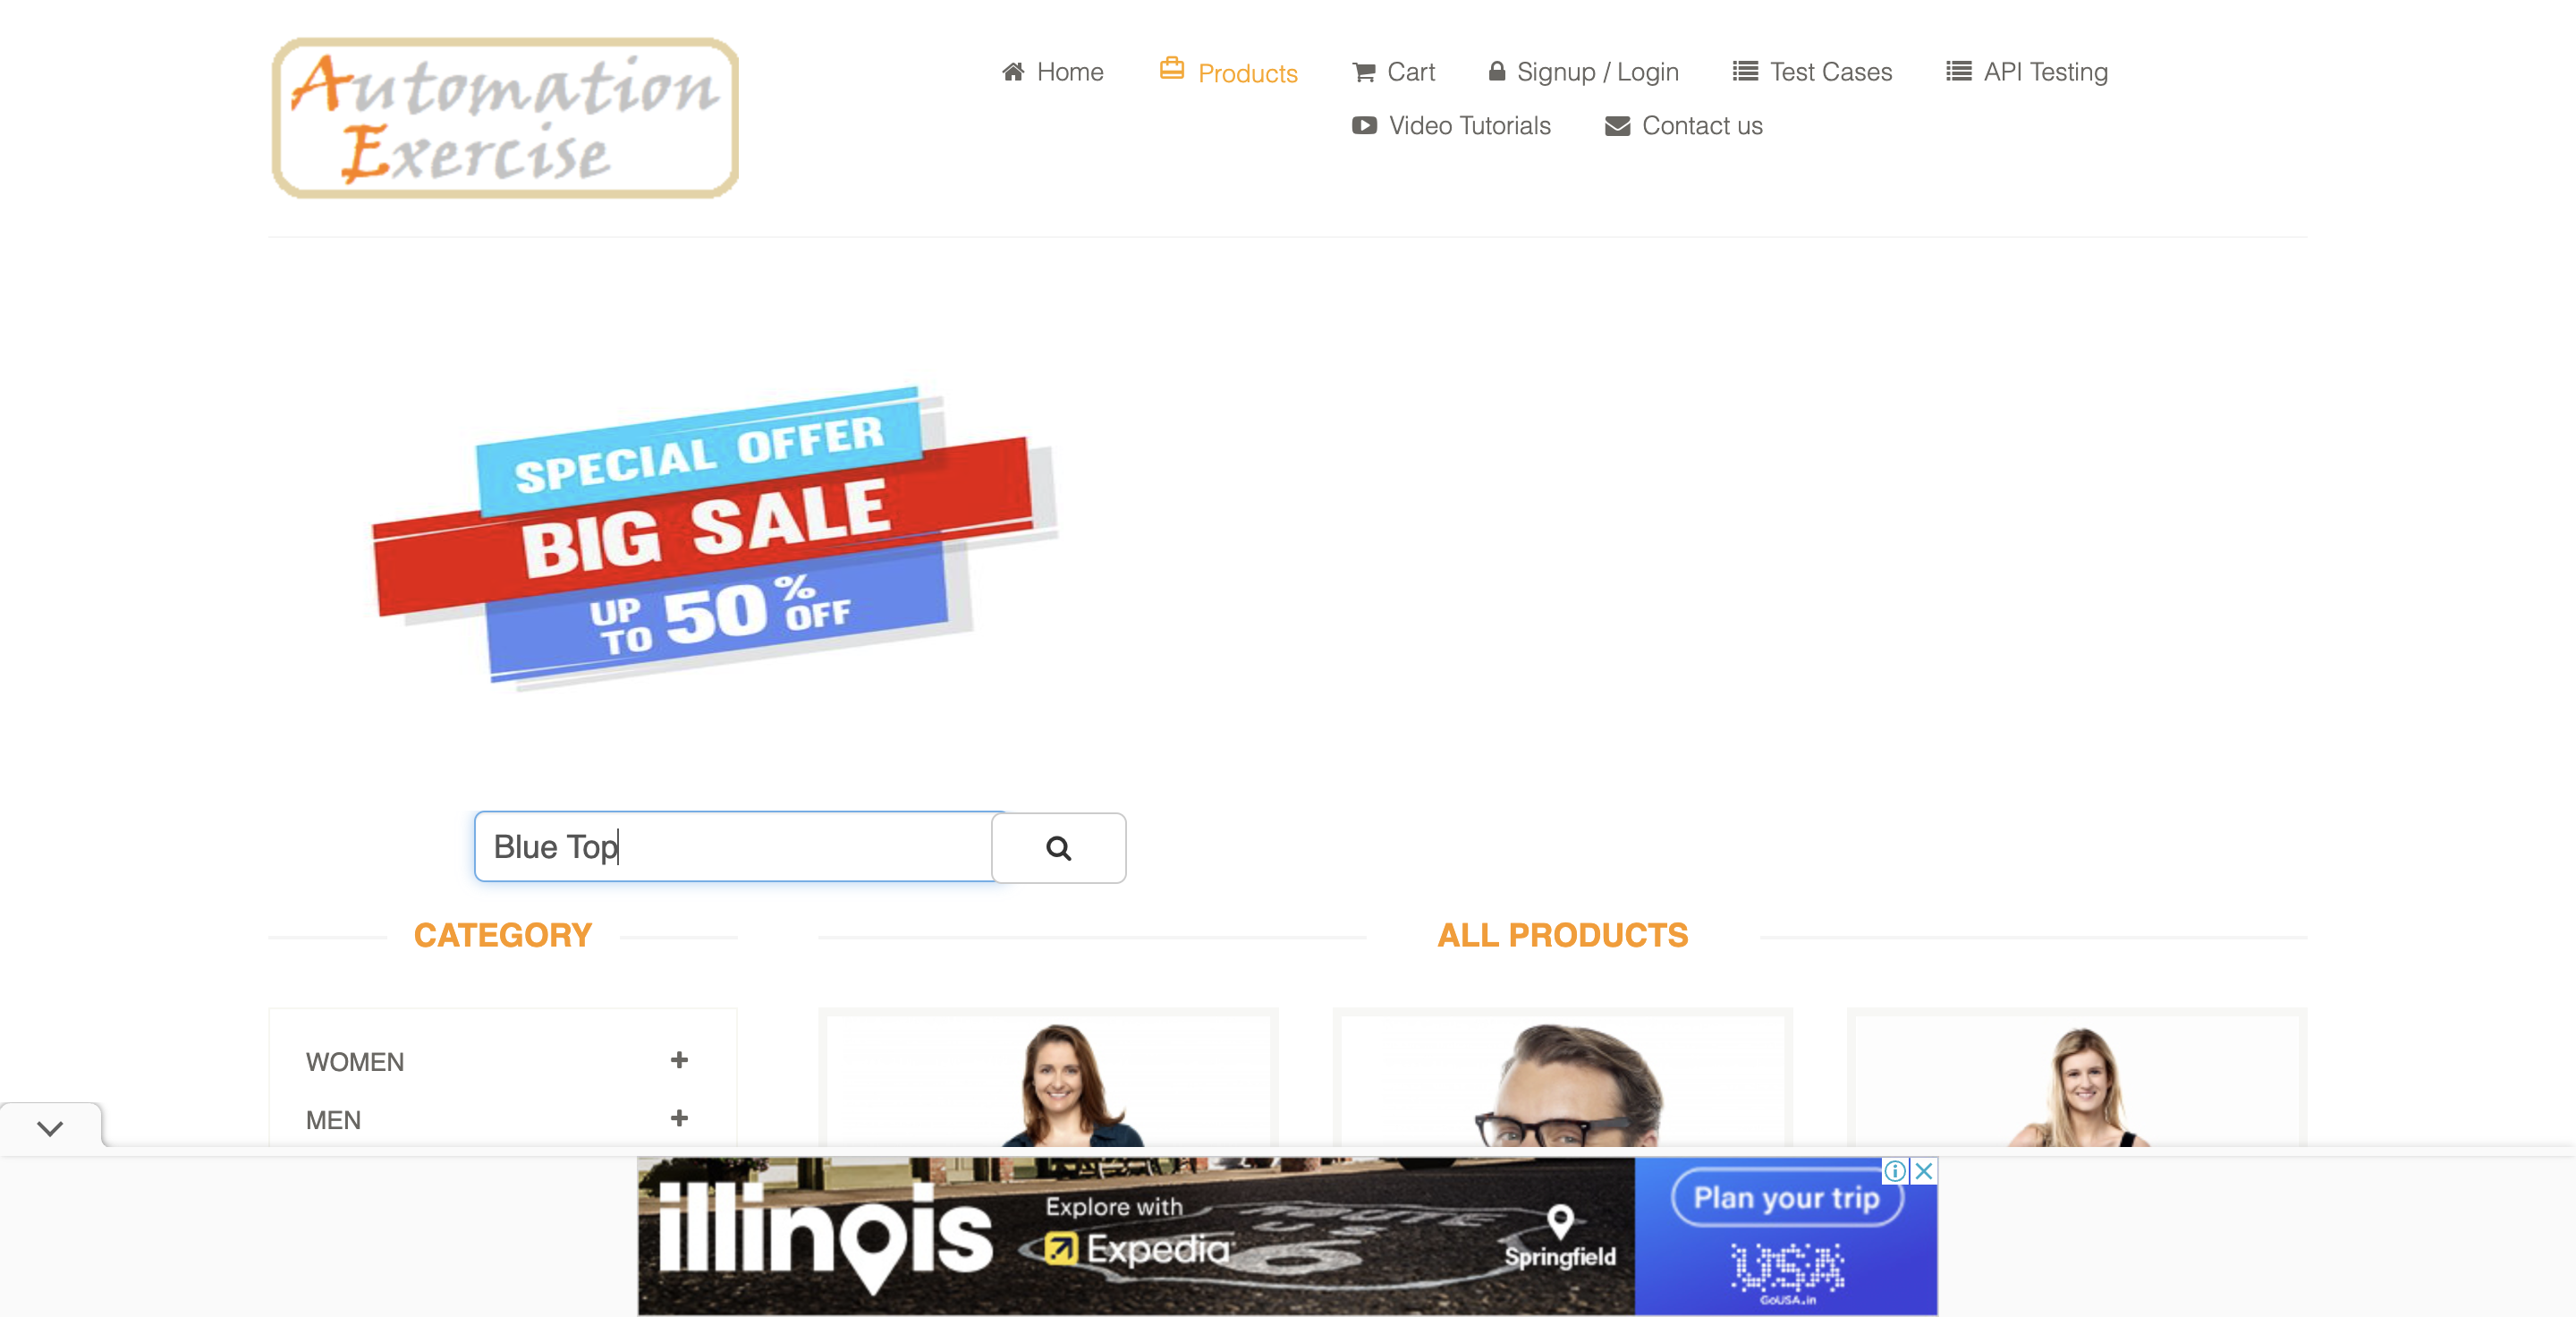 Automation
Exercise
Home Products Cart Signup / Login Test Cases API Testing
Video Tutorials Contact us
SPECIAL OFFER
BIG SALE
UP TO 50% OFF
Blue Top
CATEGORY
ALL PRODUCTS
WOMEN
MEN
illinois
Explore with
Expedia
ROUTE
US
6
Springfield
Plan your trip
USA
GoUSA.in